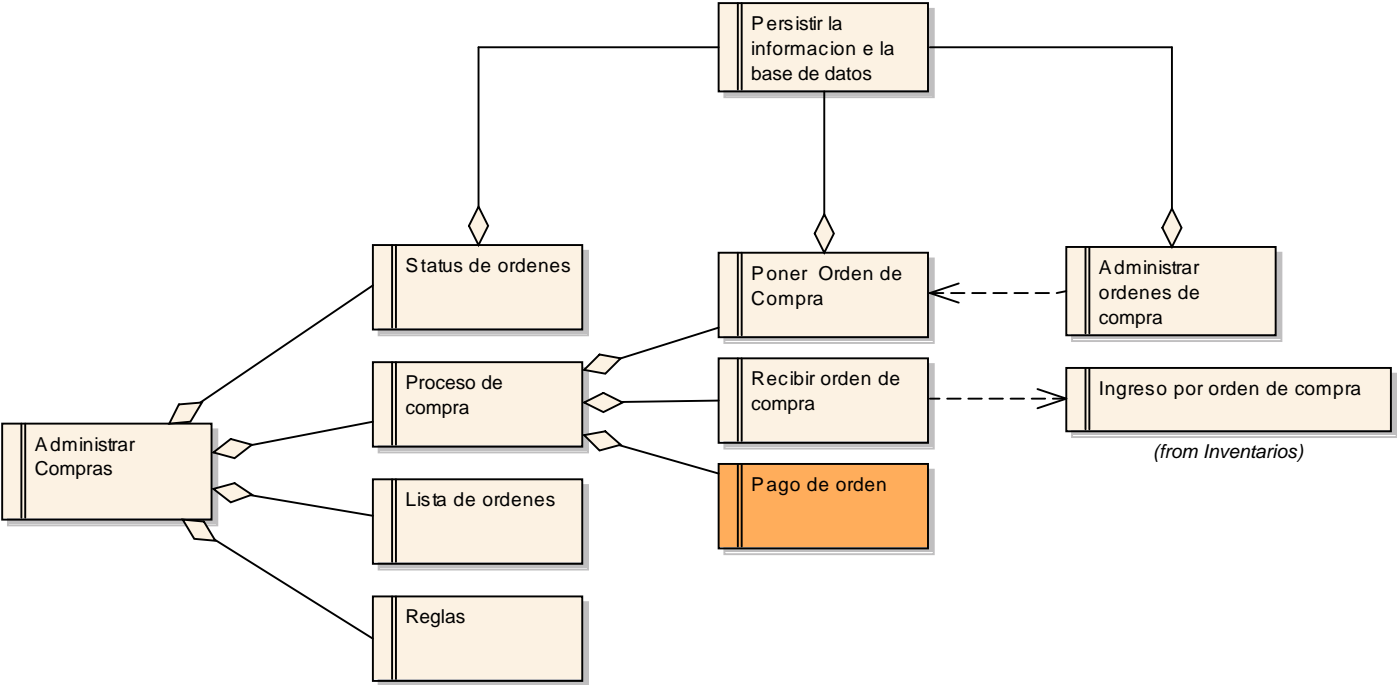 Persistir la
informacion e la
base de datos
Status de ordenes
Poner Orden de
Compra
Administrar
ordenes de
compra
Proceso de
compra
Recibir orden de
compra
Ingreso por orden de compra
(from Inventarios)
Administrar
Compras
Lista de ordenes
Pago de orden
Reglas